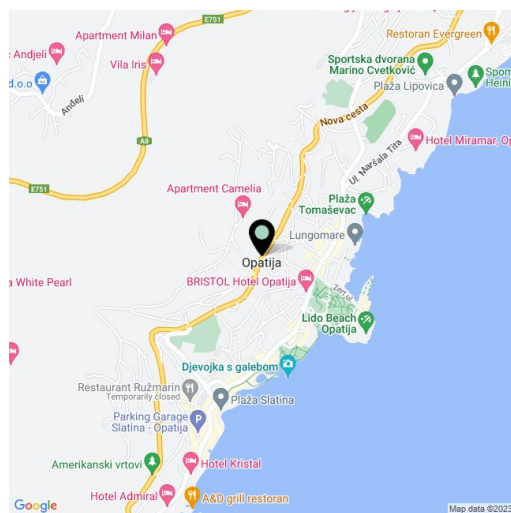 E751
Apartment Milan
Restoran Evergreen
Andjeli
Vila Iris
Sportska dvorana
Marino Cvetković
d.o.o
Anđeli
Plaža Lipovica
Spom
Heini
Nova cesta
A8
Ul. Maršala Tita
Hotel Miramar, Op
E751
Apartment Camelia
Plaža
Tomaševac
Lungomare
Opatija
a White Pearl
BRISTOL Hotel Opatija
Zert ul.
Lido Beach
Opatija
Djevojka s galebom
Restaurant Ružmarin
Temporarily closed
Plaža Slatina
Parking Garage
Slatina - Opatija
Amerikanski vrtovi
Hotel Kristal
Hotel Admiral
A&D grill restoran
Google
Map data ©2023